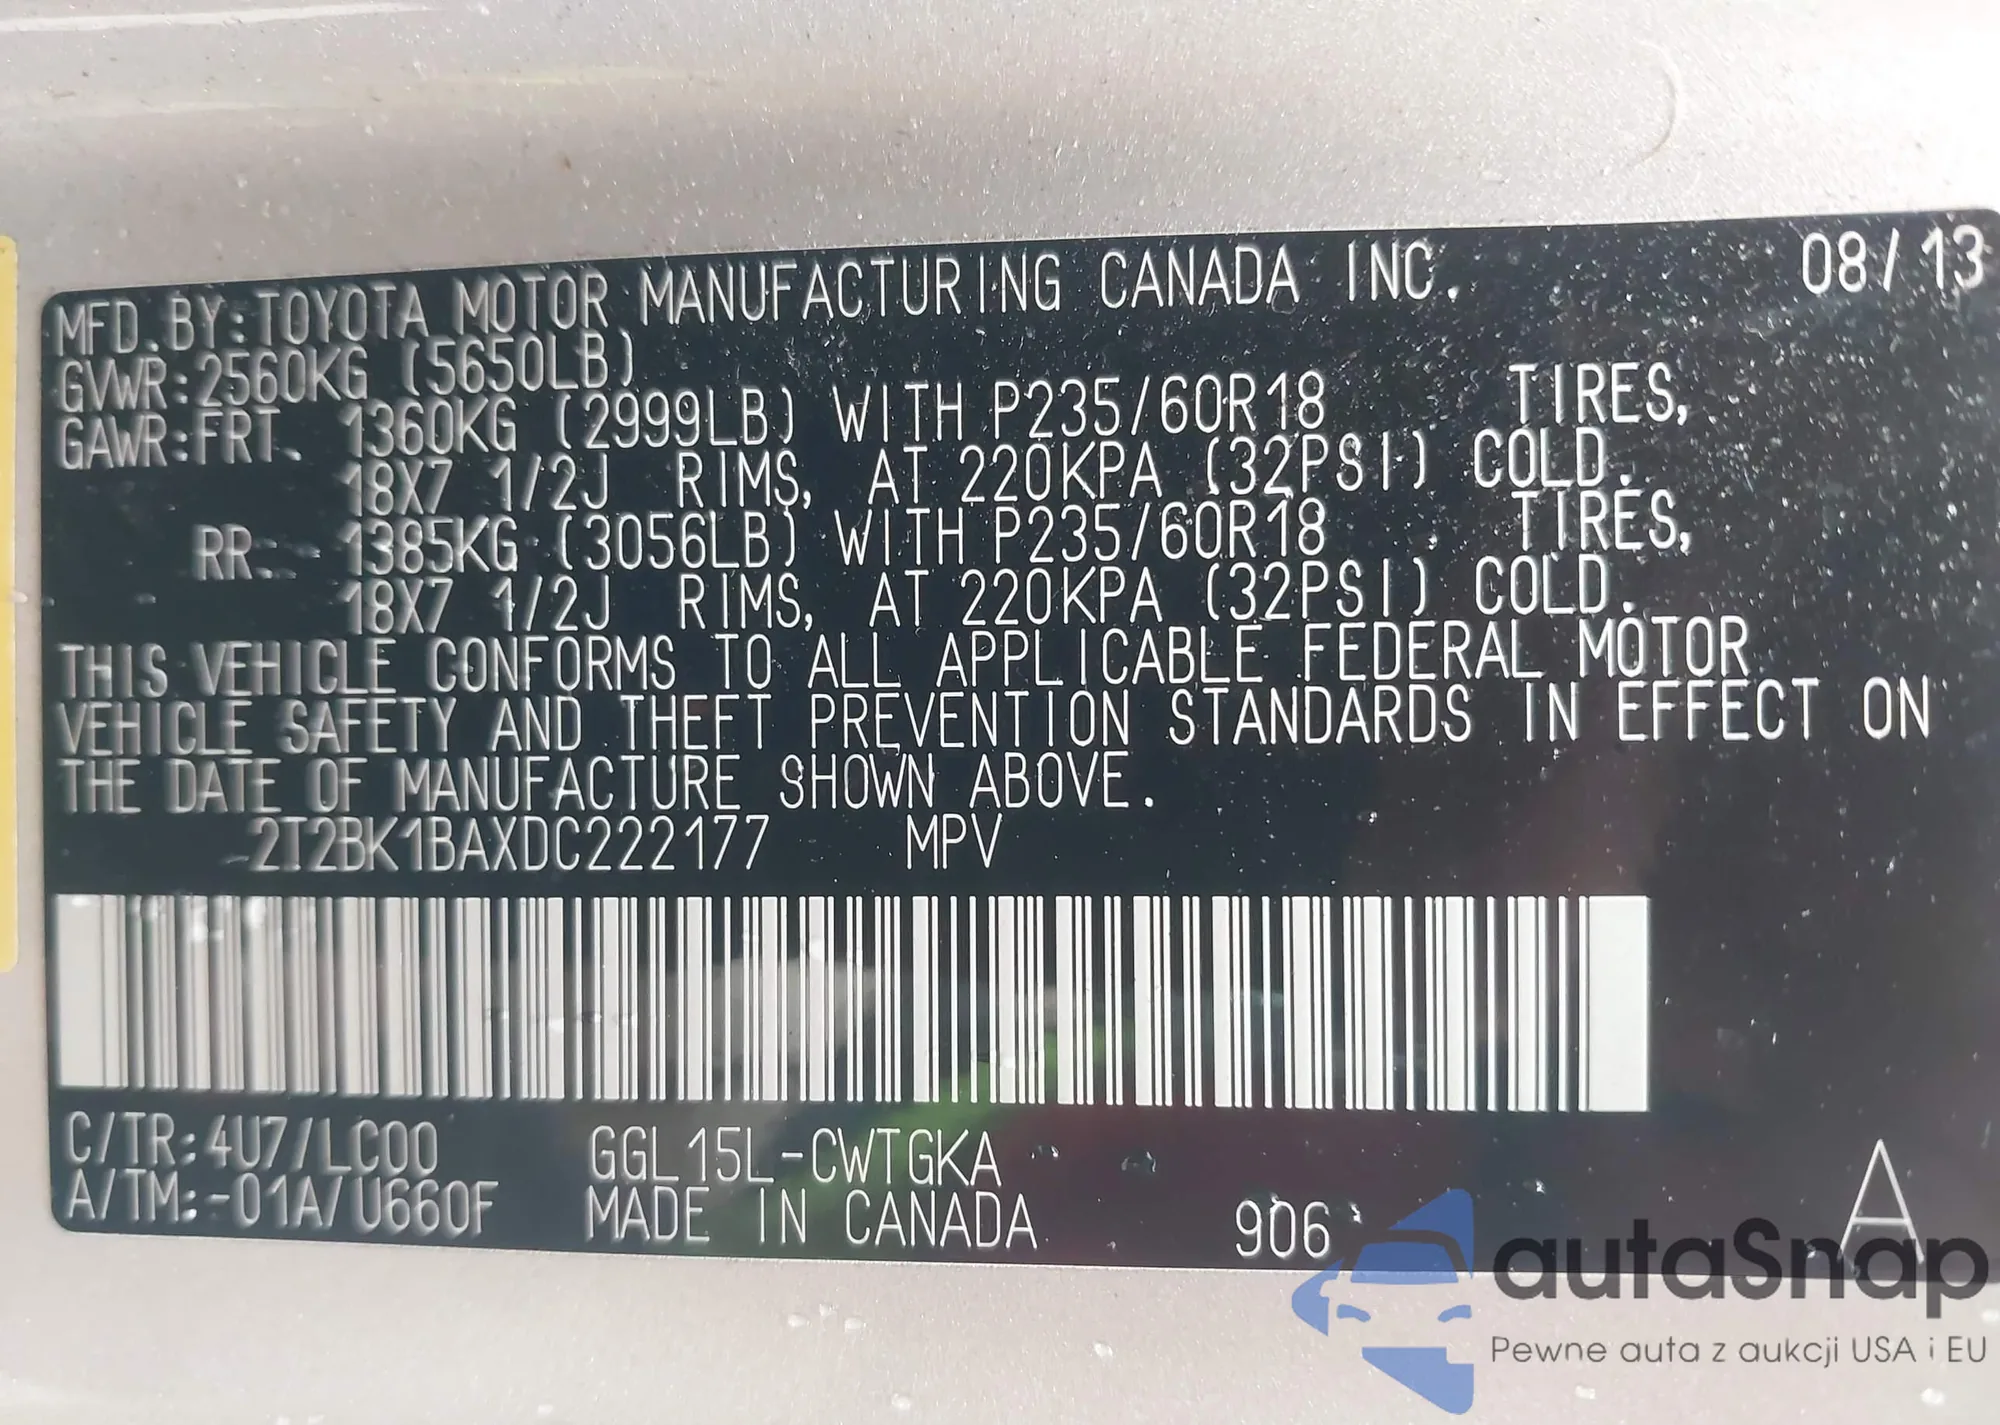 MFD. BY: TOYOTA MOTOR MANUFACTURING CANADA INC. 08/13
GVWR: 2560KG (5650LB)
GAWR: FRT. 1360KG (2999LB) WITH P235/60R18 TIRES,
18X7 1/2J RIMS, AT 220KPA (32PSI) COLD.
RR. 1385KG (3056LB) WITH P235/60R18 TIRES,
18X7 1/2J RIMS, AT 220KPA (32PSI) COLD.
THIS VEHICLE CONFORMS TO ALL APPLICABLE FEDERAL MOTOR
VEHICLE SAFETY AND THEFT PREVENTION STANDARDS IN EFFECT ON
THE DATE OF MANUFACTURE SHOWN ABOVE.
2T2BK1BAXDC222177 MPV
C/TR: 4U7/LC00 GGL15L-CWTGKA
A/TM: -01A/U660F MADE IN CANADA 906 A
autaSnap
Pewne auta z aukcji USA i EU